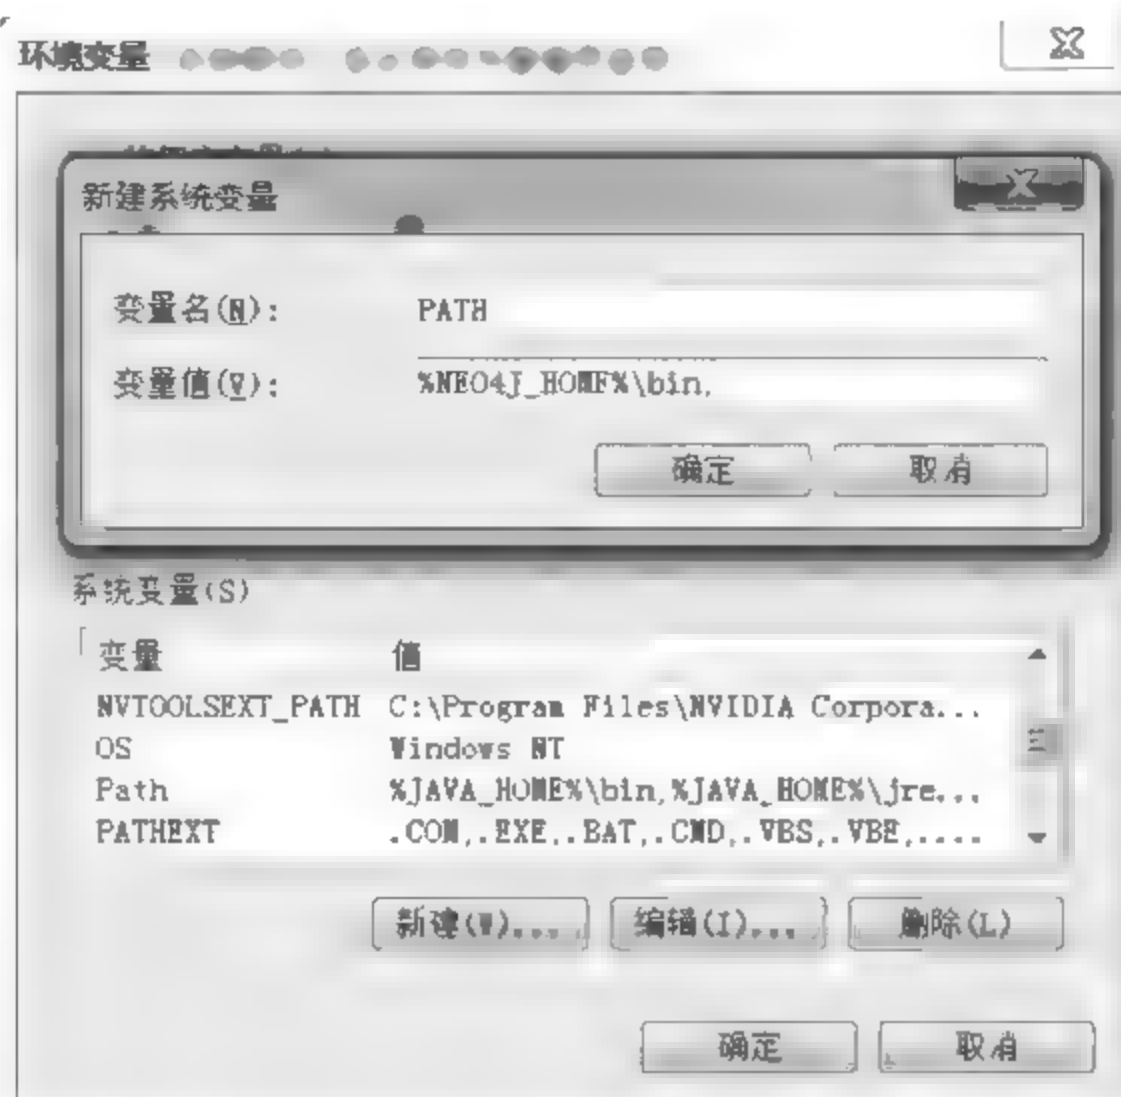 环境变量
新建系统变量
变量名(N):
PATH
变量值(V):
%NEO4J_HOME%\bin,
确定
取消
系统变量(S)
变量
值
NVTOOLSEXT_PATH C:\Program Files\NVIDIA Corpora...
OS Windows NT
Path %JAVA_HOME%\bin,%JAVA_HOME%\jre...
PATHEXT .COM,.EXE,.BAT,.CMD,.VBS,.VBE,....
新建(W)...
编辑(I)...
删除(L)
确定
取消